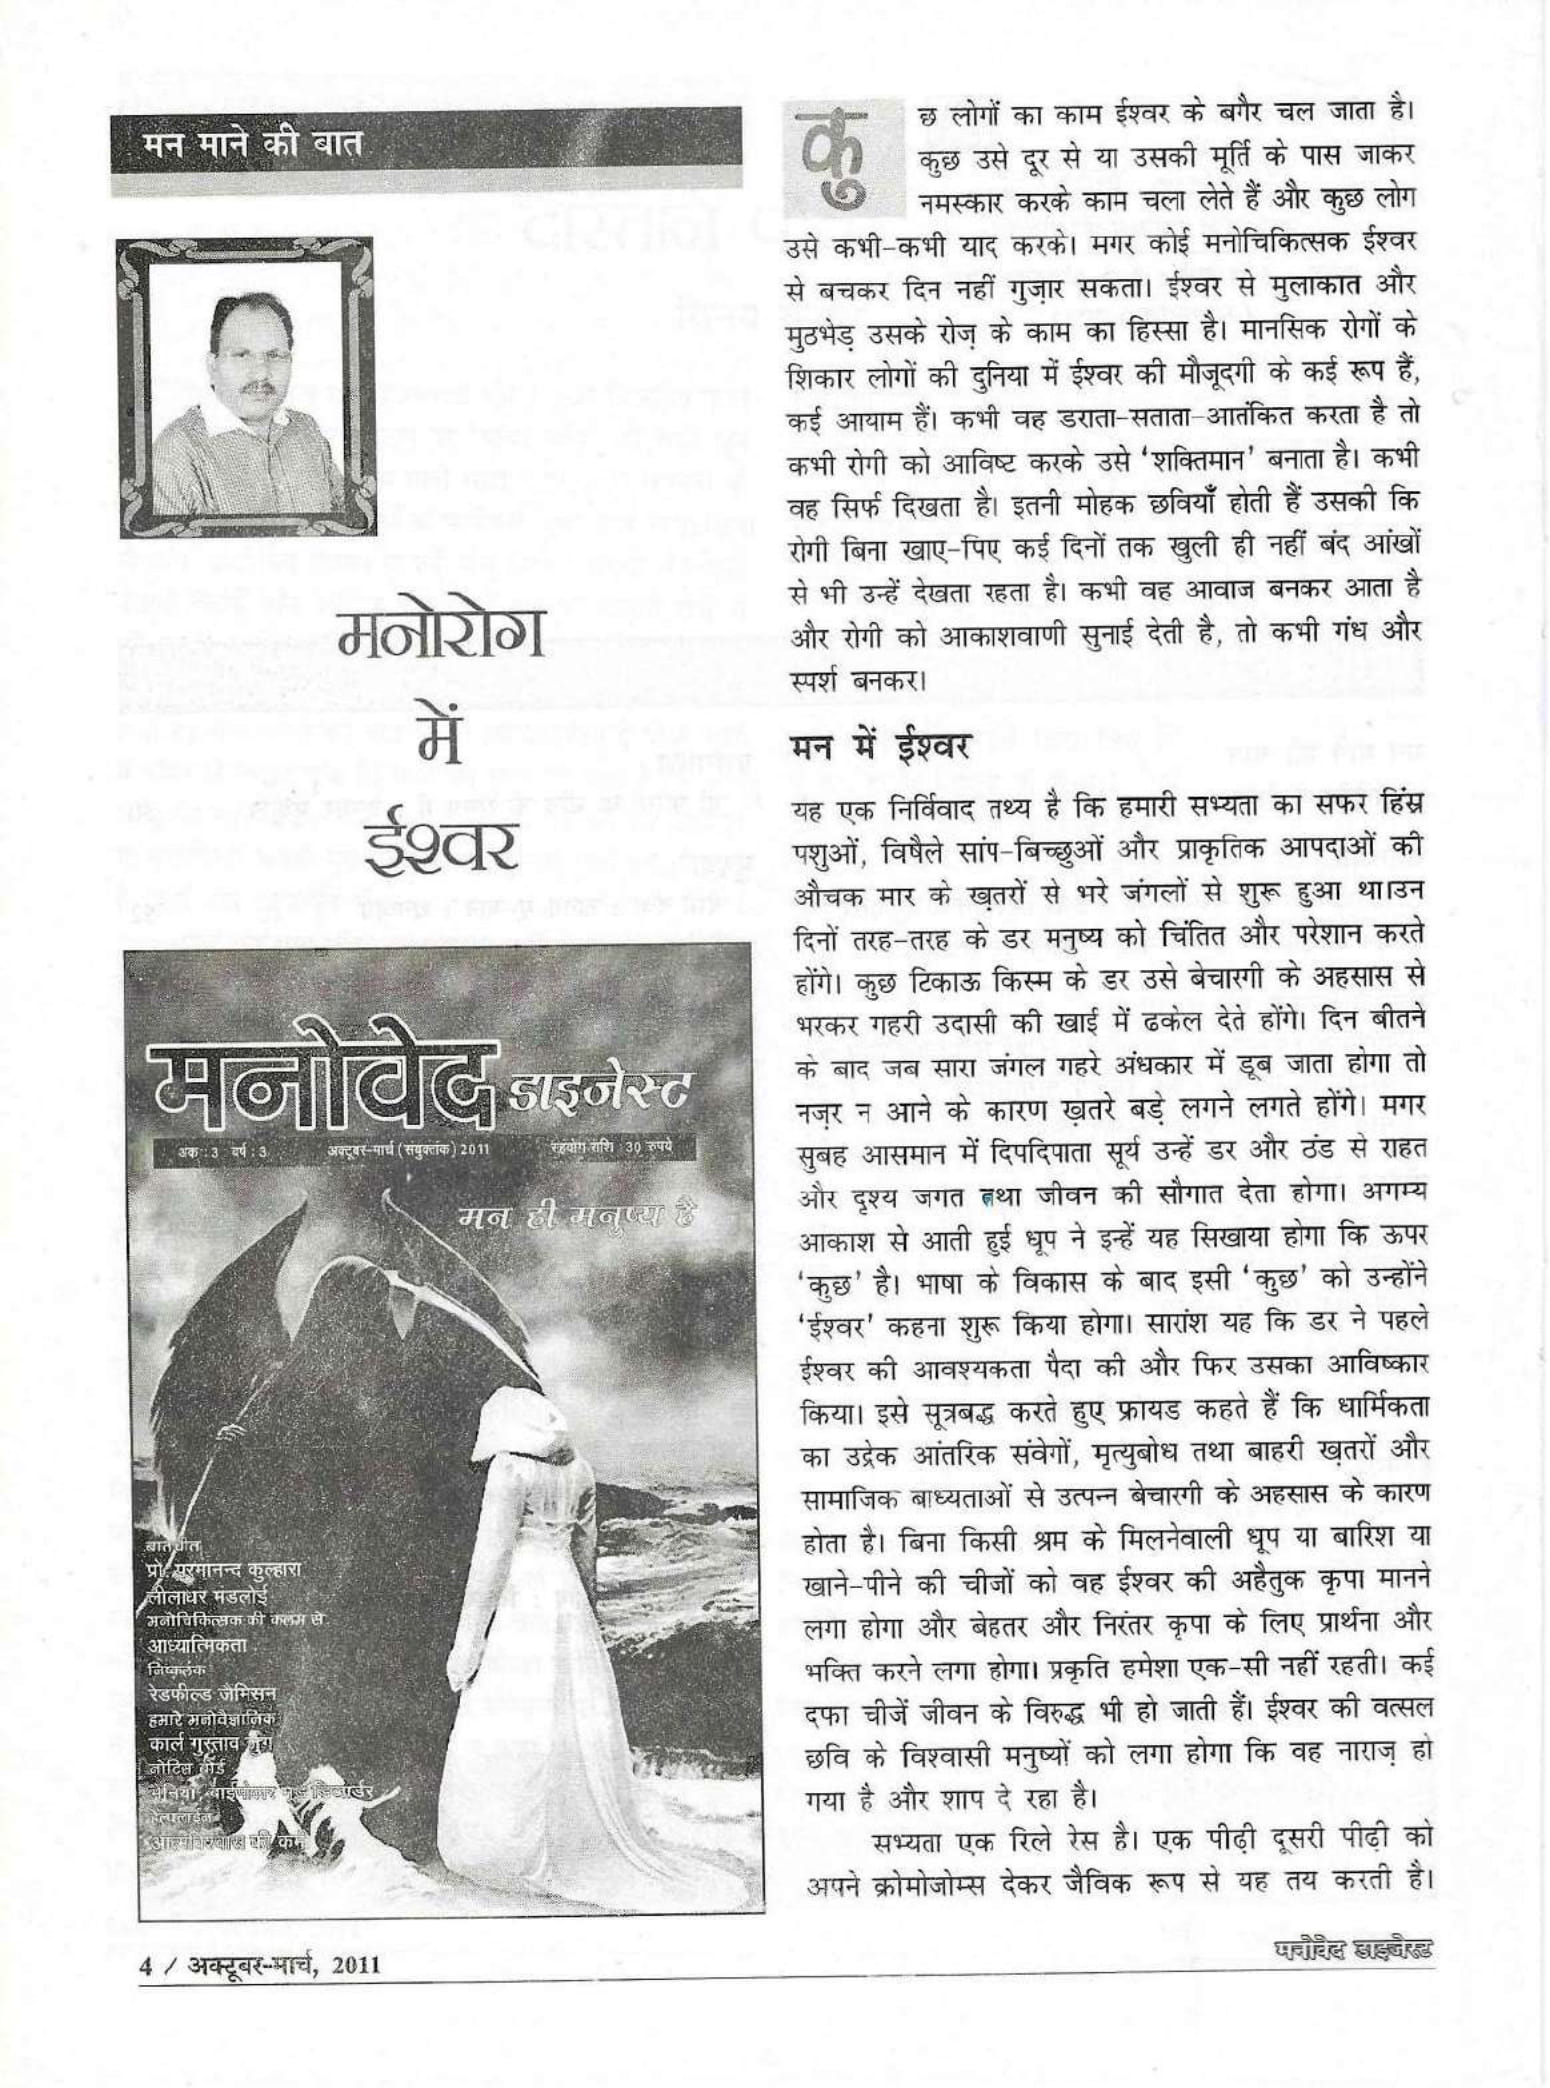 मन माने की बात
मनोरोग
में
ईश्वर
मनोवेद डाइजेस्ट
अंक : 3 वर्ष : 3 अक्टूबर-मार्च (संयुक्तांक) 2011 सहयोग राशि : 30 रुपये
मन ही मनुष्य है
बातचीत
प्रो. परमानन्द कुल्हारा
लीलाधर मंडलोई
मनोचिकित्सक की कलम से
आध्यात्मिकता
निष्कलंक
रेडफील्ड जैमिसन
हमारे मनोवैज्ञानिक
कार्ल गुस्ताव युंग
नोटिस बोर्ड
हेल्पलाईन
आत्मविश्वास की कमी
कुछ लोगों का काम ईश्वर के बगैर चल जाता है।
कुछ उसे दूर से या उसकी मूर्ति के पास जाकर
नमस्कार करके काम चला लेते हैं और कुछ लोग
उसे कभी-कभी याद करके। मगर कोई मनोचिकित्सक ईश्वर
से बचकर दिन नहीं गुज़ार सकता। ईश्वर से मुलाकात और
मुठभेड़ उसके रोज़ के काम का हिस्सा है। मानसिक रोगों के
शिकार लोगों की दुनिया में ईश्वर की मौजूदगी के कई रूप हैं,
कई आयाम हैं। कभी वह डराता-सताता-आतंकित करता है तो
कभी रोगी को आविष्ट करके उसे ‘शक्तिमान’ बनाता है। कभी
वह सिर्फ दिखता है। इतनी मोहक छवियाँ होती हैं उसकी कि
रोगी बिना खाए-पिए कई दिनों तक खुली ही नहीं बंद आंखों
से भी उन्हें देखता रहता है। कभी वह आवाज बनकर आता है
और रोगी को आकाशवाणी सुनाई देती है, तो कभी गंध और
स्पर्श बनकर।
मन में ईश्वर
यह एक निर्विवाद तथ्य है कि हमारी सभ्यता का सफर हिंस्र
पशुओं, विषैले सांप-बिच्छुओं और प्राकृतिक आपदाओं की
औचक मार के ख़तरों से भरे जंगलों से शुरू हुआ था।उन
दिनों तरह-तरह के डर मनुष्य को चिंतित और परेशान करते
होंगे। कुछ टिकाऊ किस्म के डर उसे बेचारगी के अहसास से
भरकर गहरी उदासी की खाई में ढकेल देते होंगे। दिन बीतने
के बाद जब सारा जंगल गहरे अंधकार में डूब जाता होगा तो
नज़र न आने के कारण ख़तरे बड़े लगने लगते होंगे। मगर
सुबह आसमान में दिपदिपाता सूर्य उन्हें डर और ठंड से राहत
और दृश्य जगत तथा जीवन की सौगात देता होगा। अगम्य
आकाश से आती हुई धूप ने इन्हें यह सिखाया होगा कि ऊपर
‘कुछ’ है। भाषा के विकास के बाद इसी ‘कुछ’ को उन्होंने
‘ईश्वर’ कहना शुरू किया होगा। सारांश यह कि डर ने पहले
ईश्वर की आवश्यकता पैदा की और फिर उसका आविष्कार
किया। इसे सूत्रबद्ध करते हुए फ्रायड कहते हैं कि धार्मिकता
का उद्रेक आंतरिक संवेगों, मृत्युबोध तथा बाहरी ख़तरों और
सामाजिक बाध्यताओं से उत्पन्न बेचारगी के अहसास के कारण
होता है। बिना किसी श्रम के मिलनेवाली धूप या बारिश या
खाने-पीने की चीजों को वह ईश्वर की अहैतुक कृपा मानने
लगा होगा और बेहतर और निरंतर कृपा के लिए प्रार्थना और
भक्ति करने लगा होगा। प्रकृति हमेशा एक-सी नहीं रहती। कई
दफा चीजें जीवन के विरुद्ध भी हो जाती हैं। ईश्वर की वत्सल
छवि के विश्वासी मनुष्यों को लगा होगा कि वह नाराज़ हो
गया है और शाप दे रहा है।
सभ्यता एक रिले रेस है। एक पीढ़ी दूसरी पीढ़ी को
अपने क्रोमोजोम्स देकर जैविक रूप से यह तय करती है।
4 / अक्टूबर-मार्च, 2011
मनोवेद डाइजेस्ट